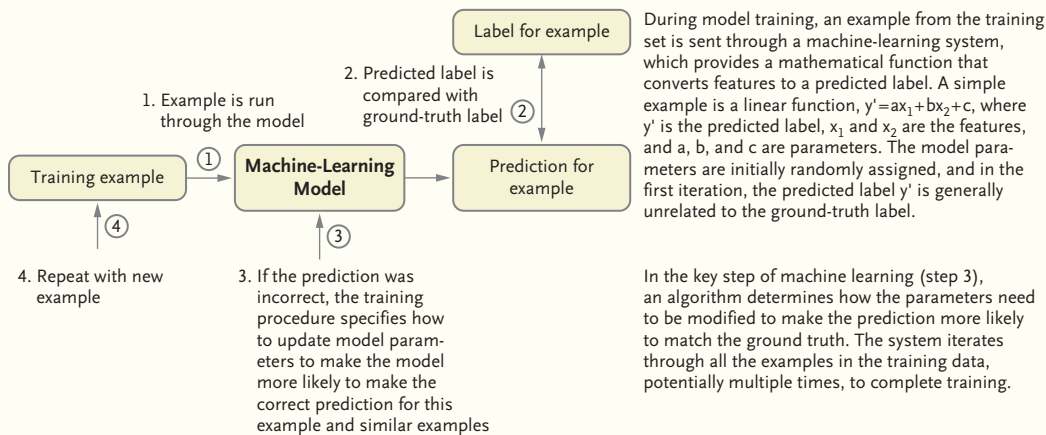 Label for example
2. Predicted label is
compared with
ground-truth label
②
1. Example is run
through the model
①
Training example
Machine-Learning
Model
Prediction for
example
④
③
4. Repeat with new
example
3. If the prediction was
incorrect, the training
procedure specifies how
to update model param-
eters to make the model
more likely to make the
correct prediction for this
example and similar examples
During model training, an example from the training
set is sent through a machine-learning system,
which provides a mathematical function that
converts features to a predicted label. A simple
example is a linear function, y'=ax₁+bx₂+c, where
y' is the predicted label, x₁ and x₂ are the features,
and a, b, and c are parameters. The model para-
meters are initially randomly assigned, and in the
first iteration, the predicted label y' is generally
unrelated to the ground-truth label.
In the key step of machine learning (step 3),
an algorithm determines how the parameters need
to be modified to make the prediction more likely
to match the ground truth. The system iterates
through all the examples in the training data,
potentially multiple times, to complete training.